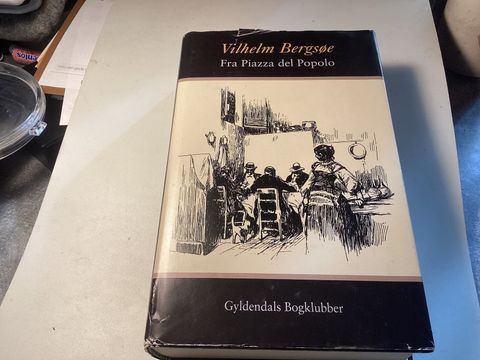 Vilhelm Bergsøe
Fra Piazza del Popolo
Gyldendals Bogklubber